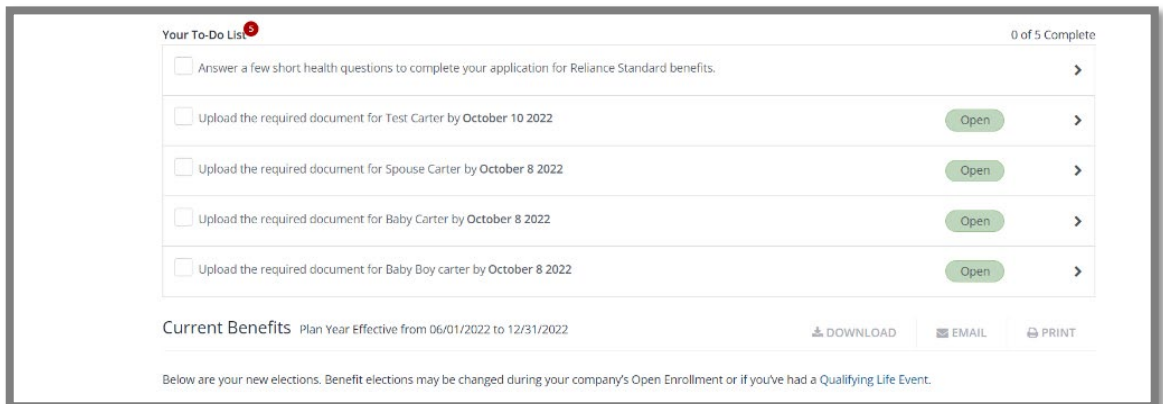 Your To-Do List 5
0 of 5 Complete
Answer a few short health questions to complete your application for Reliance Standard benefits.
Upload the required document for Test Carter by October 10 2022
Open
Upload the required document for Spouse Carter by October 8 2022
Open
Upload the required document for Baby Carter by October 8 2022
Open
Upload the required document for Baby Boy carter by October 8 2022
Open
Current Benefits Plan Year Effective from 06/01/2022 to 12/31/2022
DOWNLOAD
EMAIL
PRINT
Below are your new elections. Benefit elections may be changed during your company's Open Enrollment or if you've had a Qualifying Life Event.